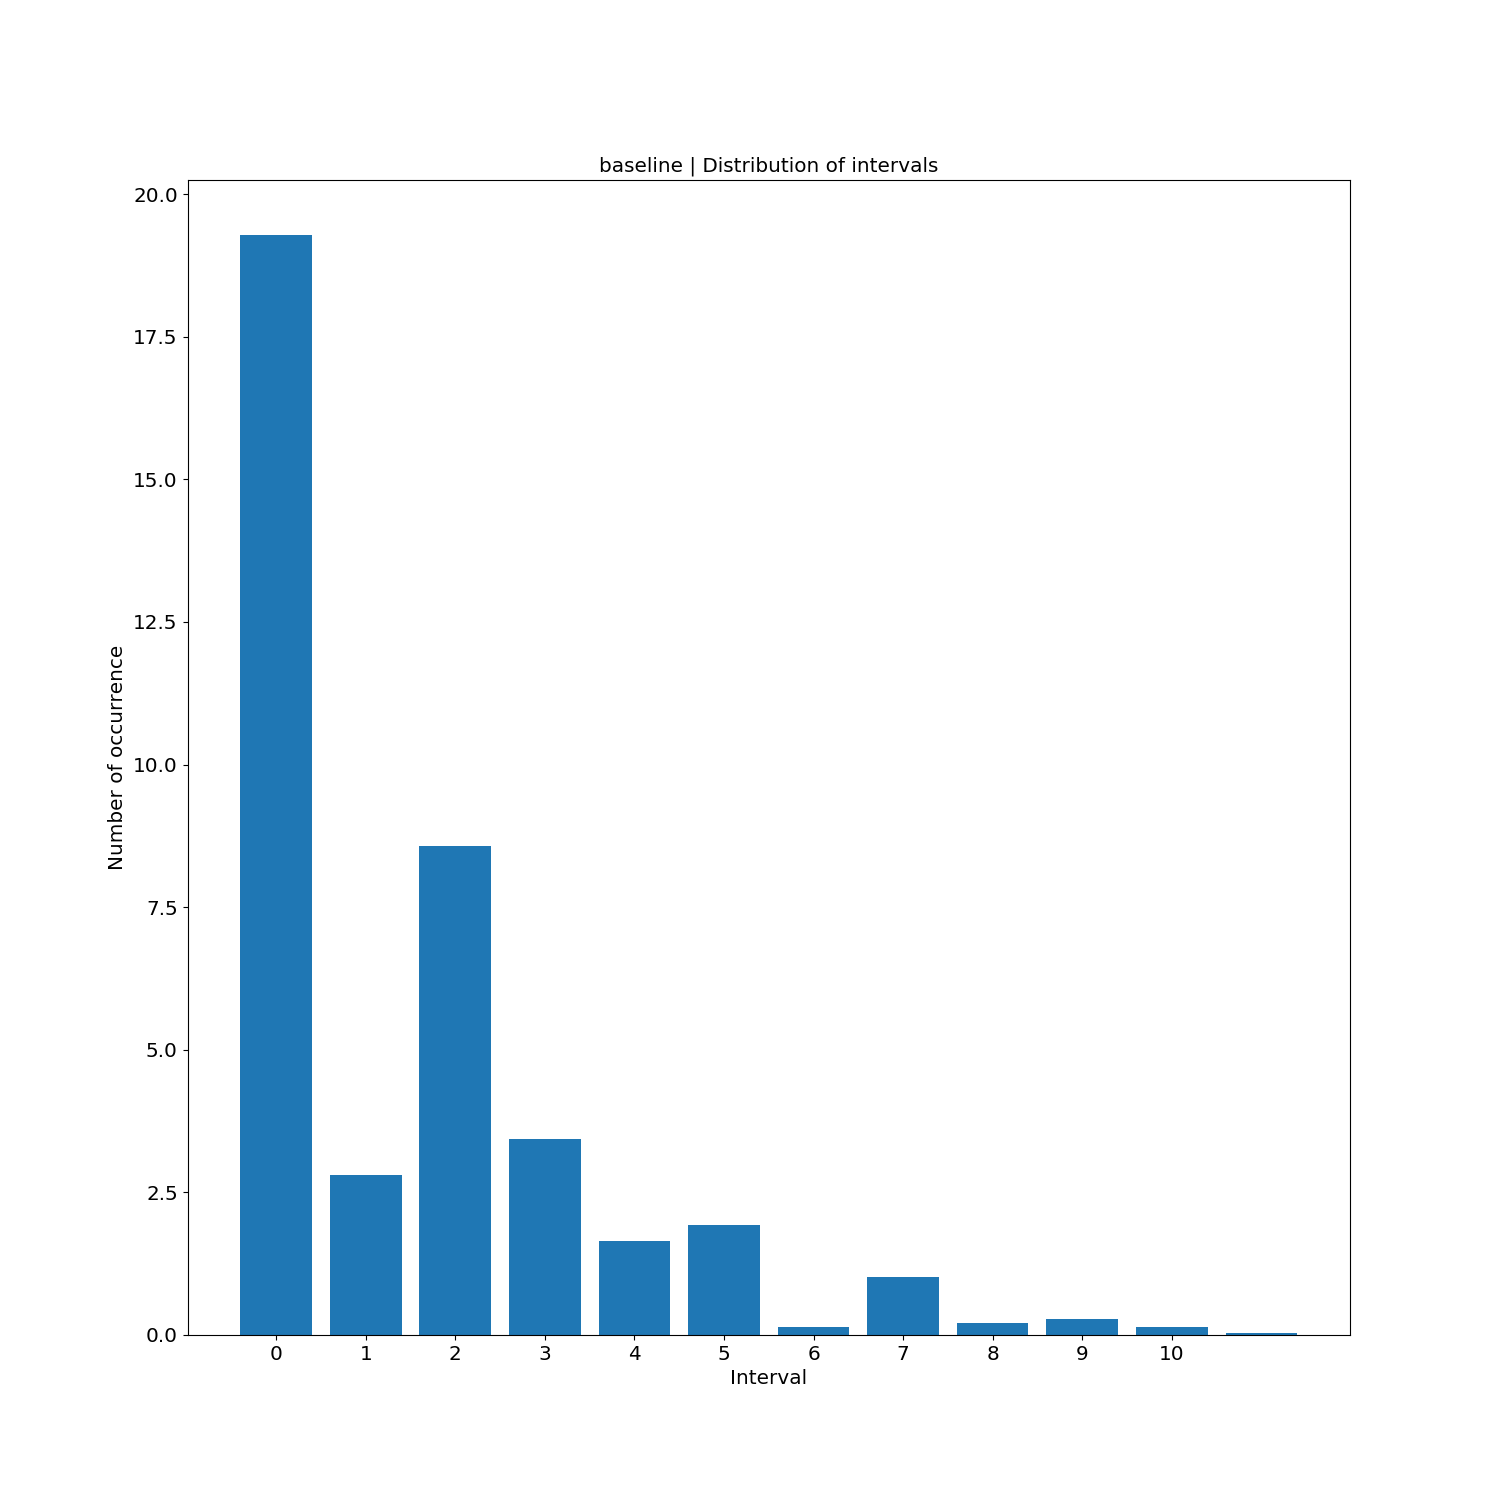 baseline | Distribution of intervals
20.0
17.5
15.0
12.5
10.0
7.5
5.0
2.5
0.0
Number of occurrence
0 1 2 3 4 5 6 7 8 9 10
Interval